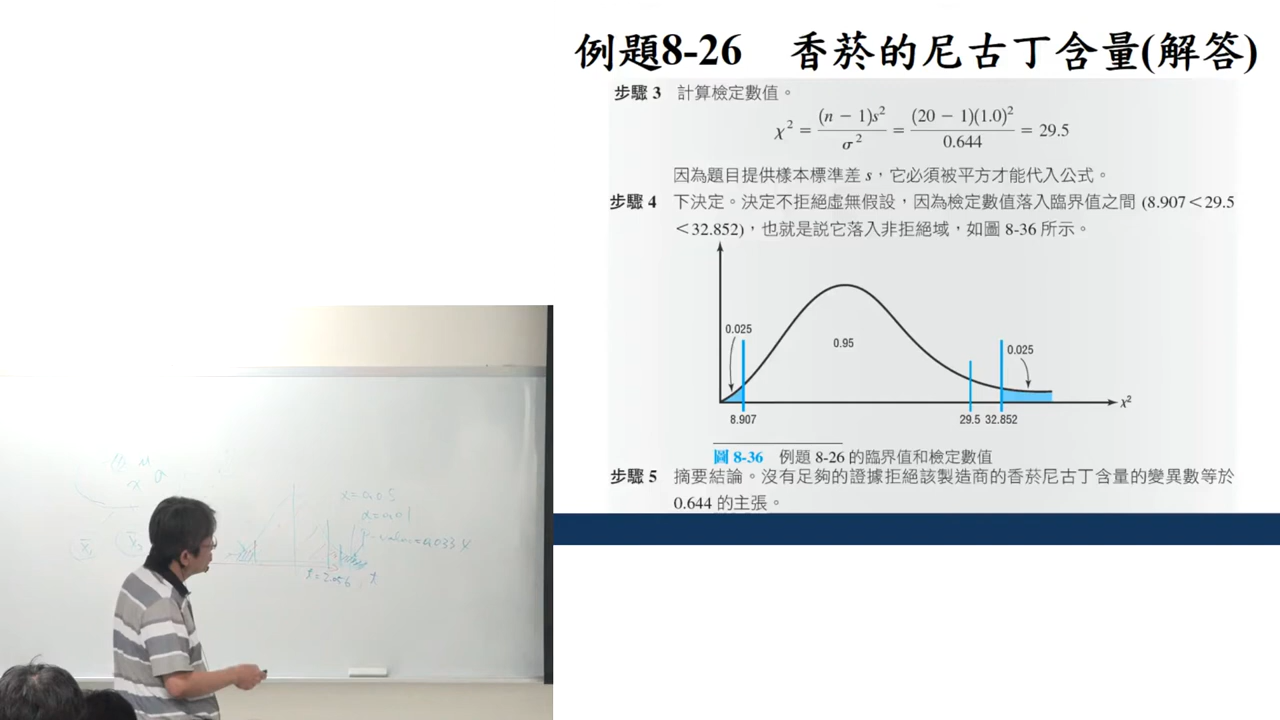 例題8-26 香菸的尼古丁含量(解答)
步驟 3 計算檢定數值。
χ² = (n − 1)s² / σ² = (20 − 1)(1.0)² / 0.644 = 29.5
因為題目提供樣本標準差 s，它必須被平方才能代入公式。
步驟 4 下決定。決定不拒絕虛無假設，因為檢定數值落入臨界值之間 (8.907＜29.5
＜32.852)，也就是説它落入非拒絕域，如圖 8-36 所示。
0.025
0.95
0.025
8.907
29.5
32.852
χ²
圖 8-36 例題 8-26 的臨界值和檢定數值
步驟 5 摘要結論。沒有足夠的證據拒絕該製造商的香菸尼古丁含量的變異數等於
0.644 的主張。
α=0.05
α=0.01
p-value=0.0334
t=2.056